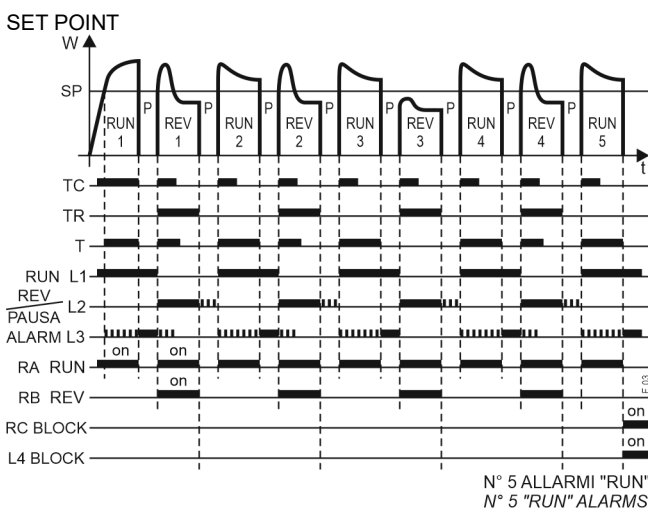 SET POINT
W
SP
P P P P P P P P
RUN REV RUN REV RUN REV RUN REV RUN
1 1 2 2 3 3 4 4 5
t
TC
TR
T
RUN L1
REV
PAUSA L2
ALARM L3
on on
RA RUN
on
RB REV
F 03
on
RC BLOCK
on
L4 BLOCK
N° 5 ALLARMI "RUN"
N° 5 "RUN" ALARMS